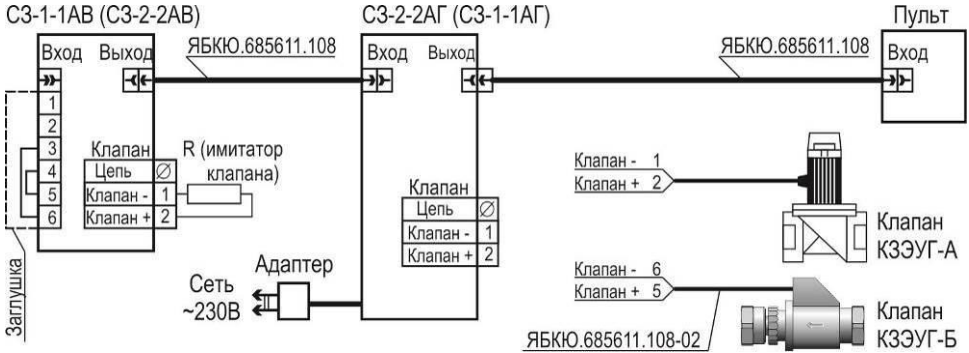 СЗ-1-1АВ (СЗ-2-2АВ)
СЗ-2-2АГ (СЗ-1-1АГ)
Пульт
Вход Выход
ЯБКЮ.685611.108
Вход Выход
ЯБКЮ.685611.108
Вход
1
2
3
4
5
6
Клапан
Цепь ∅
Клапан - 1
Клапан + 2
R (имитатор
клапана)
Заглушка
Клапан
Цепь ∅
Клапан - 1
Клапан + 2
Адаптер
Сеть
~230В
Клапан - 1
Клапан + 2
Клапан
КЗЭУГ-А
Клапан - 6
Клапан + 5
ЯБКЮ.685611.108-02
Клапан
КЗЭУГ-Б